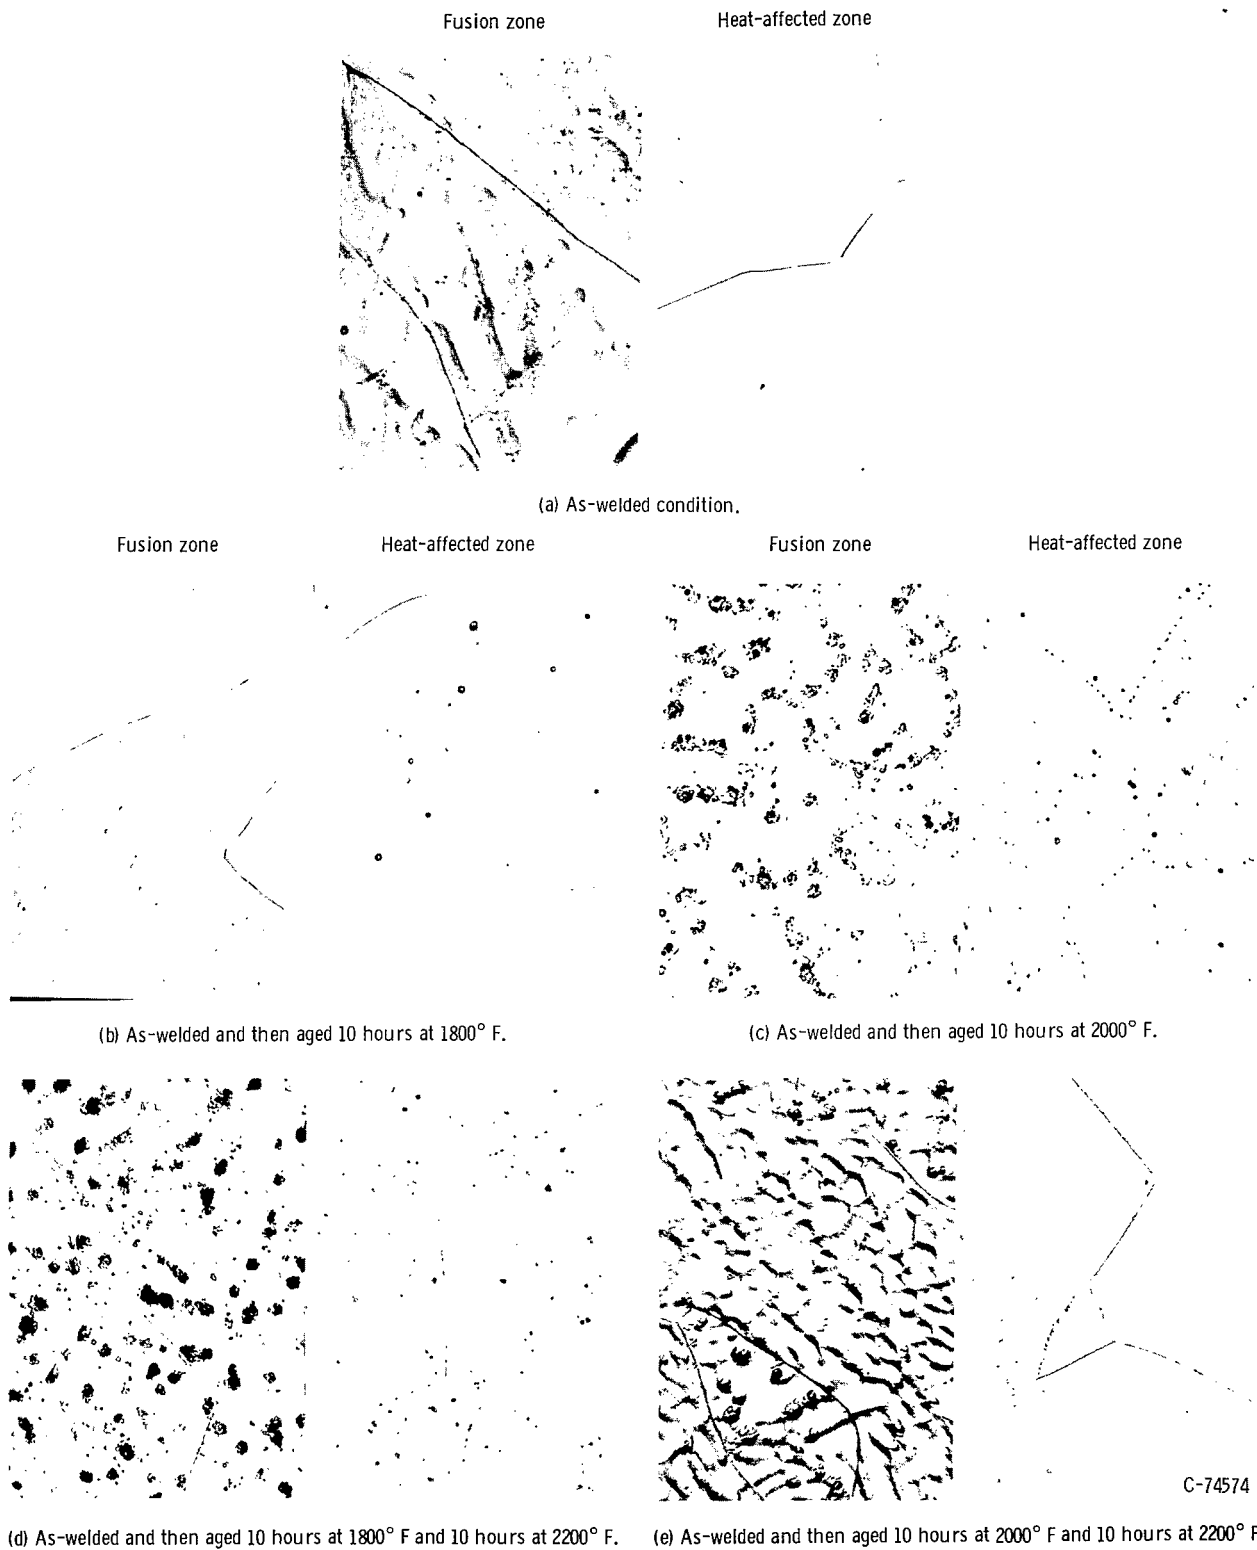 Fusion zone Heat-affected zone
(a) As-welded condition.
Fusion zone Heat-affected zone Fusion zone Heat-affected zone
(b) As-welded and then aged 10 hours at 1800° F. (c) As-welded and then aged 10 hours at 2000° F.
C-74574
(d) As-welded and then aged 10 hours at 1800° F and 10 hours at 2200° F. (e) As-welded and then aged 10 hours at 2000° F and 10 hours at 2200° F